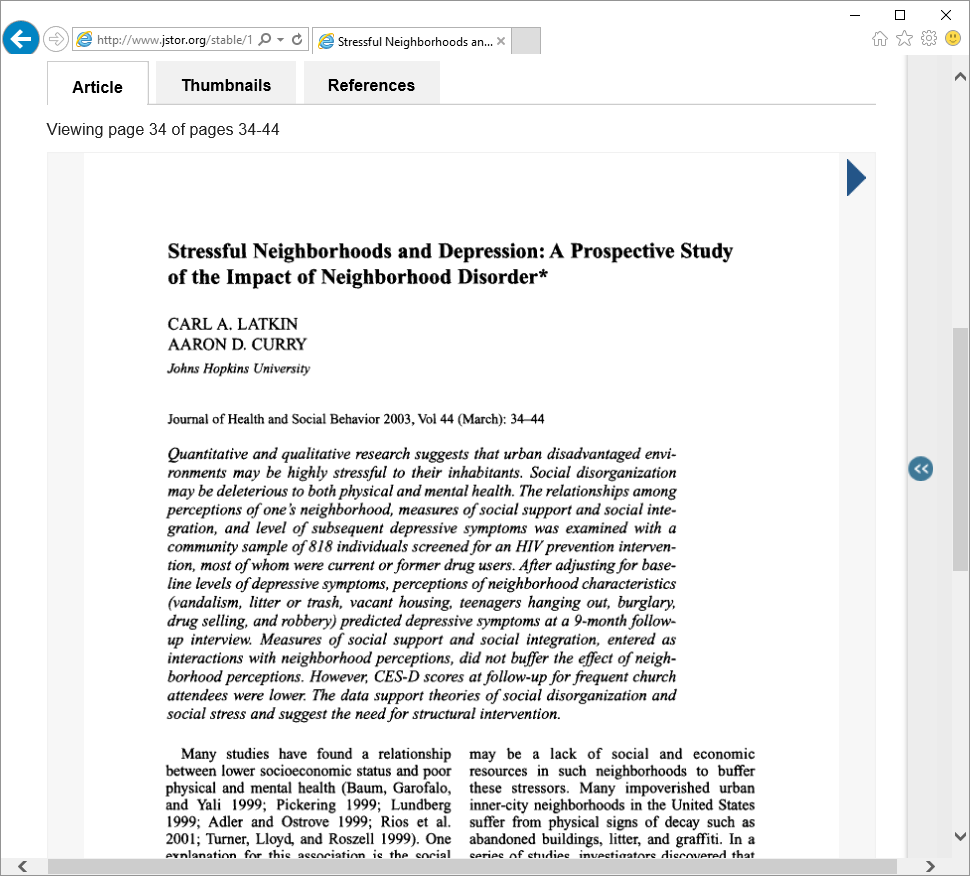 http://www.jstor.org/stable/1
Stressful Neighborhoods an...
Article
Thumbnails
References
Viewing page 34 of pages 34-44
Stressful Neighborhoods and Depression: A Prospective Study
of the Impact of Neighborhood Disorder*
CARL A. LATKIN
AARON D. CURRY
Johns Hopkins University
Journal of Health and Social Behavior 2003, Vol 44 (March): 34–44
Quantitative and qualitative research suggests that urban disadvantaged envi-
ronments may be highly stressful to their inhabitants. Social disorganization
may be deleterious to both physical and mental health. The relationships among
perceptions of one's neighborhood, measures of social support and social inte-
gration, and level of subsequent depressive symptoms was examined with a
community sample of 818 individuals screened for an HIV prevention interven-
tion, most of whom were current or former drug users. After adjusting for base-
line levels of depressive symptoms, perceptions of neighborhood characteristics
(vandalism, litter or trash, vacant housing, teenagers hanging out, burglary,
drug selling, and robbery) predicted depressive symptoms at a 9-month follow-
up interview. Measures of social support and social integration, entered as
interactions with neighborhood perceptions, did not buffer the effect of neigh-
borhood perceptions. However, CES-D scores at follow-up for frequent church
attendees were lower. The data support theories of social disorganization and
social stress and suggest the need for structural intervention.
Many studies have found a relationship
between lower socioeconomic status and poor
physical and mental health (Baum, Garofalo,
and Yali 1999; Pickering 1999; Lundberg
1999; Adler and Ostrove 1999; Rios et al.
2001; Turner, Lloyd, and Roszell 1999). One
explanation for this association is the social
may be a lack of social and economic
resources in such neighborhoods to buffer
these stressors. Many impoverished urban
inner-city neighborhoods in the United States
suffer from physical signs of decay such as
abandoned buildings, litter, and graffiti. In a
series of studies, investigators discovered that